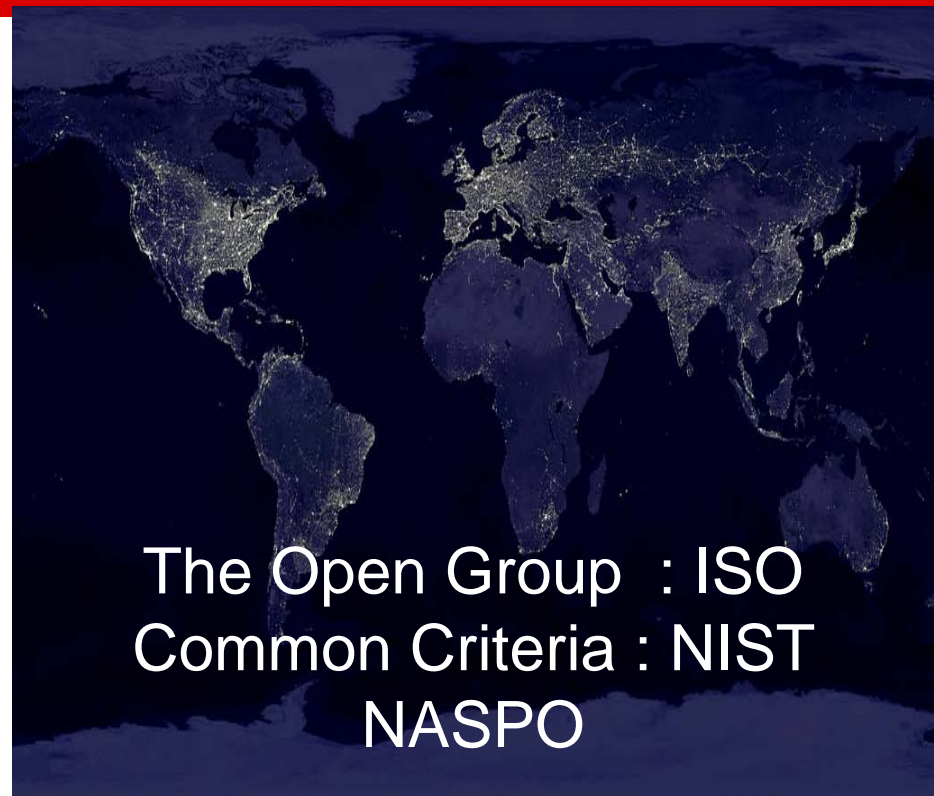 The Open Group : ISO
Common Criteria : NIST
NASPO